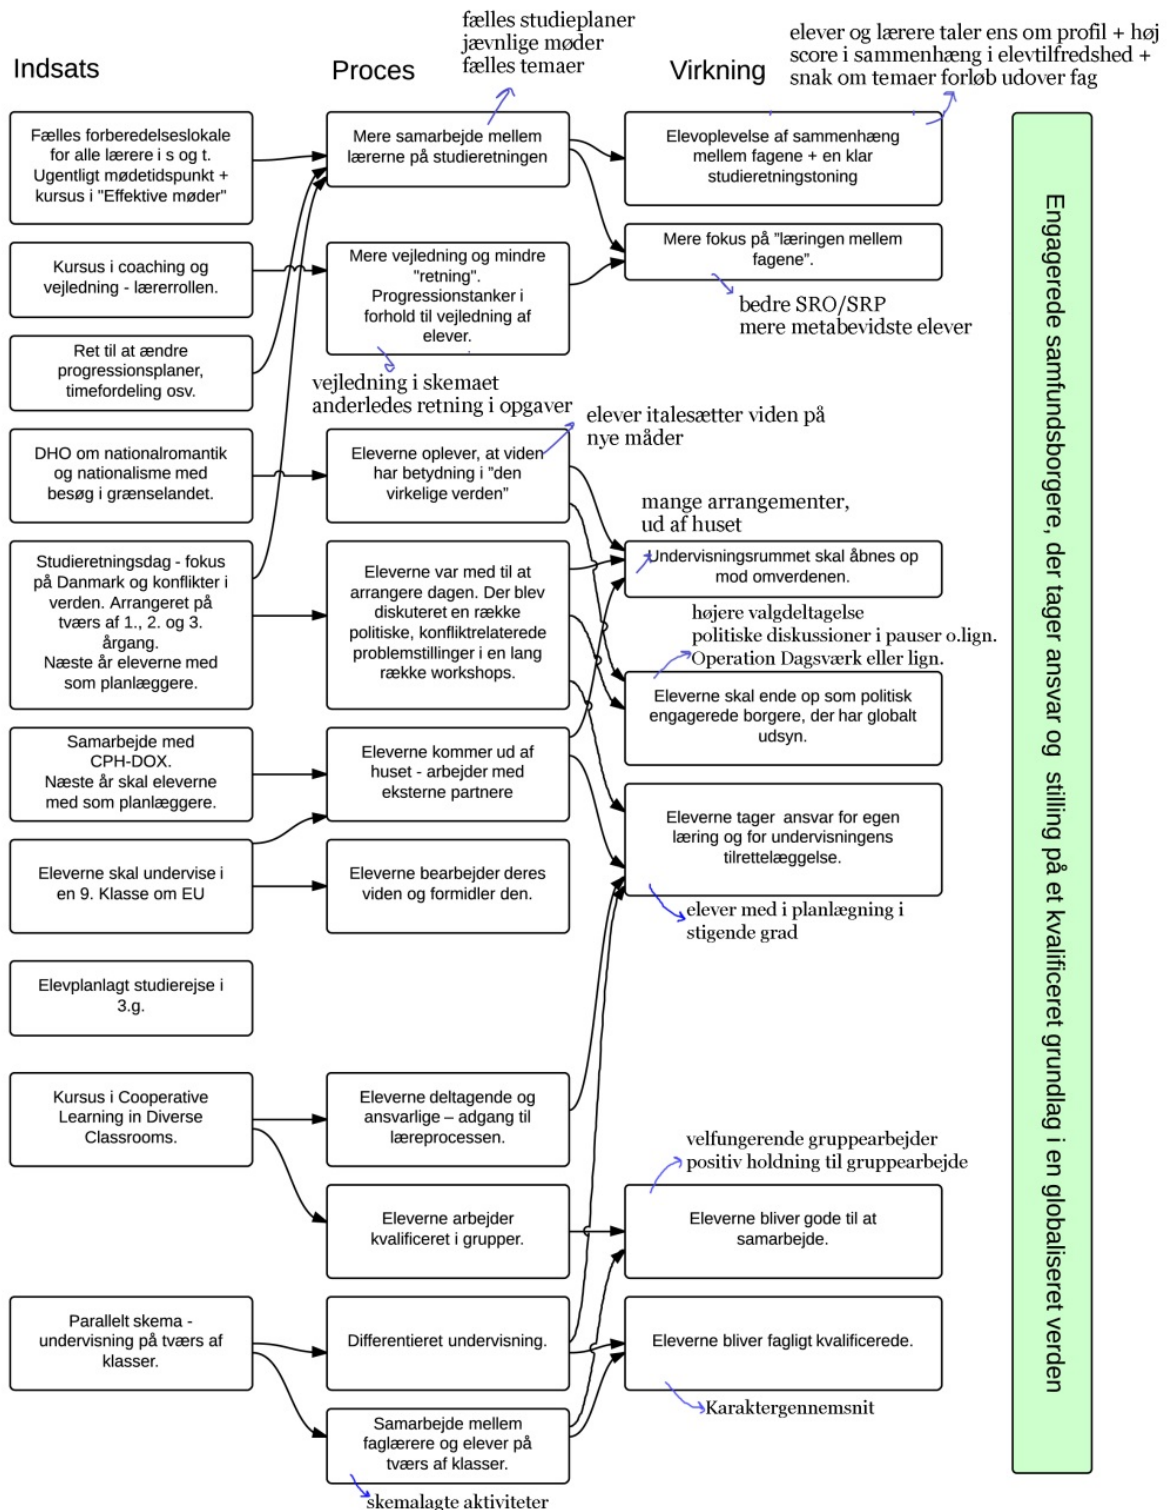 fælles studieplaner
jævnlige møder
fælles temaer
elever og lærere taler ens om profil + høj
score i sammenhæng i elevtilfredshed +
snak om temaer forløb udover fag
Indsats
Proces
Virkning
Fælles forberedelseslokale
for alle lærere i s og t.
Ugentligt mødetidspunkt +
kursus i "Effektive møder"
Mere samarbejde mellem
lærerne på studieretningen
Elevoplevelse af sammenhæng
mellem fagene + en klar
studieretningstoning
Mere fokus på "læringen mellem
fagene".
Kursus i coaching og
vejledning - lærerrollen.
Mere vejledning og mindre
"retning".
Progressionstanker i
forhold til vejledning af
elever.
bedre SRO/SRP
mere metabevidste elever
Ret til at ændre
progressionsplaner,
timefordeling osv.
vejledning i skemaet
anderledes retning i opgaver
elever italesætter viden på
nye måder
DHO om nationalromantik
og nationalisme med
besøg i grænselandet.
Eleverne oplever, at viden
har betydning i "den
virkelige verden"
mange arrangementer,
ud af huset
Undervisningsrummet skal åbnes op
mod omverdenen.
Studieretningsdag - fokus
på Danmark og konflikter i
verden. Arrangeret på
tværs af 1., 2. og 3.
årgang.
Næste år eleverne med
som planlæggere.
Eleverne var med til at
arrangere dagen. Der blev
diskuteret en række
politiske, konfliktrelaterede
problemstillinger i en lang
række workshops.
højere valgdeltagelse
politiske diskussioner i pauser o.lign.
Operation Dagsværk eller lign.
Eleverne skal ende op som politisk
engagerede borgere, der har globalt
udsyn.
Samarbejde med
CPH-DOX.
Næste år skal eleverne
med som planlæggere.
Eleverne kommer ud af
huset - arbejder med
eksterne partnere
Eleverne tager ansvar for egen
læring og for undervisningens
tilrettelæggelse.
Eleverne skal undervise i
en 9. Klasse om EU
Eleverne bearbejder deres
viden og formidler den.
elever med i planlægning i
stigende grad
Elevplanlagt studierejse i
3.g.
Kursus i Cooperative
Learning in Diverse
Classrooms.
Eleverne deltagende og
ansvarlige – adgang til
læreprocessen.
velfungerende gruppearbejder
positiv holdning til gruppearbejde
Eleverne arbejder
kvalificeret i grupper.
Eleverne bliver gode til at
samarbejde.
Parallelt skema -
undervisning på tværs af
klasser.
Differentieret undervisning.
Eleverne bliver fagligt kvalificerede.
Karaktergennemsnit
Samarbejde mellem
faglærere og elever på
tværs af klasser.
skemalagte aktiviteter
Engagerede samfundsborgere, der tager ansvar og stilling på et kvalificeret grundlag i en globaliseret verden